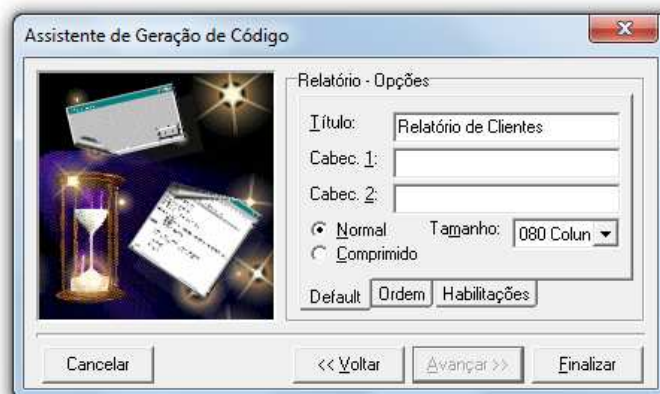 Assistente de Geração de Código
Relatório - Opções
Título: Relatório de Clientes
Cabec. 1:
Cabec. 2:
Normal Tamanho: 080 Colun
Comprimido
Default Ordem Habilitações
Cancelar << Voltar Avançar >> Finalizar